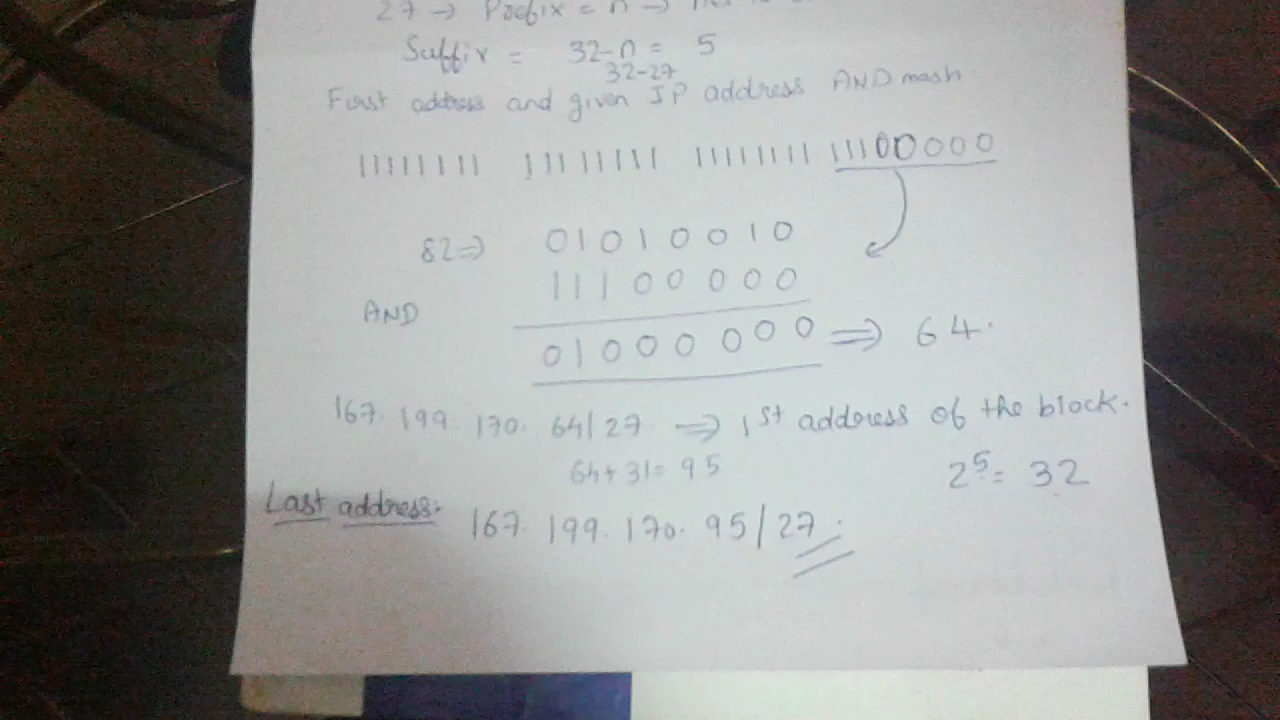 27 → Prefix = n →
Suffix = 32-n = 5
32-27
First address and given IP address AND mask
11111111 11111111 11111111 11100000
82⇒ 01010010
11100000
AND
01000000 ⇒ 64.
167. 199. 170. 64/27 ⇒ 1st address of the block.
64+31= 95
2^5 = 32
Last address:
167. 199. 170. 95/27.